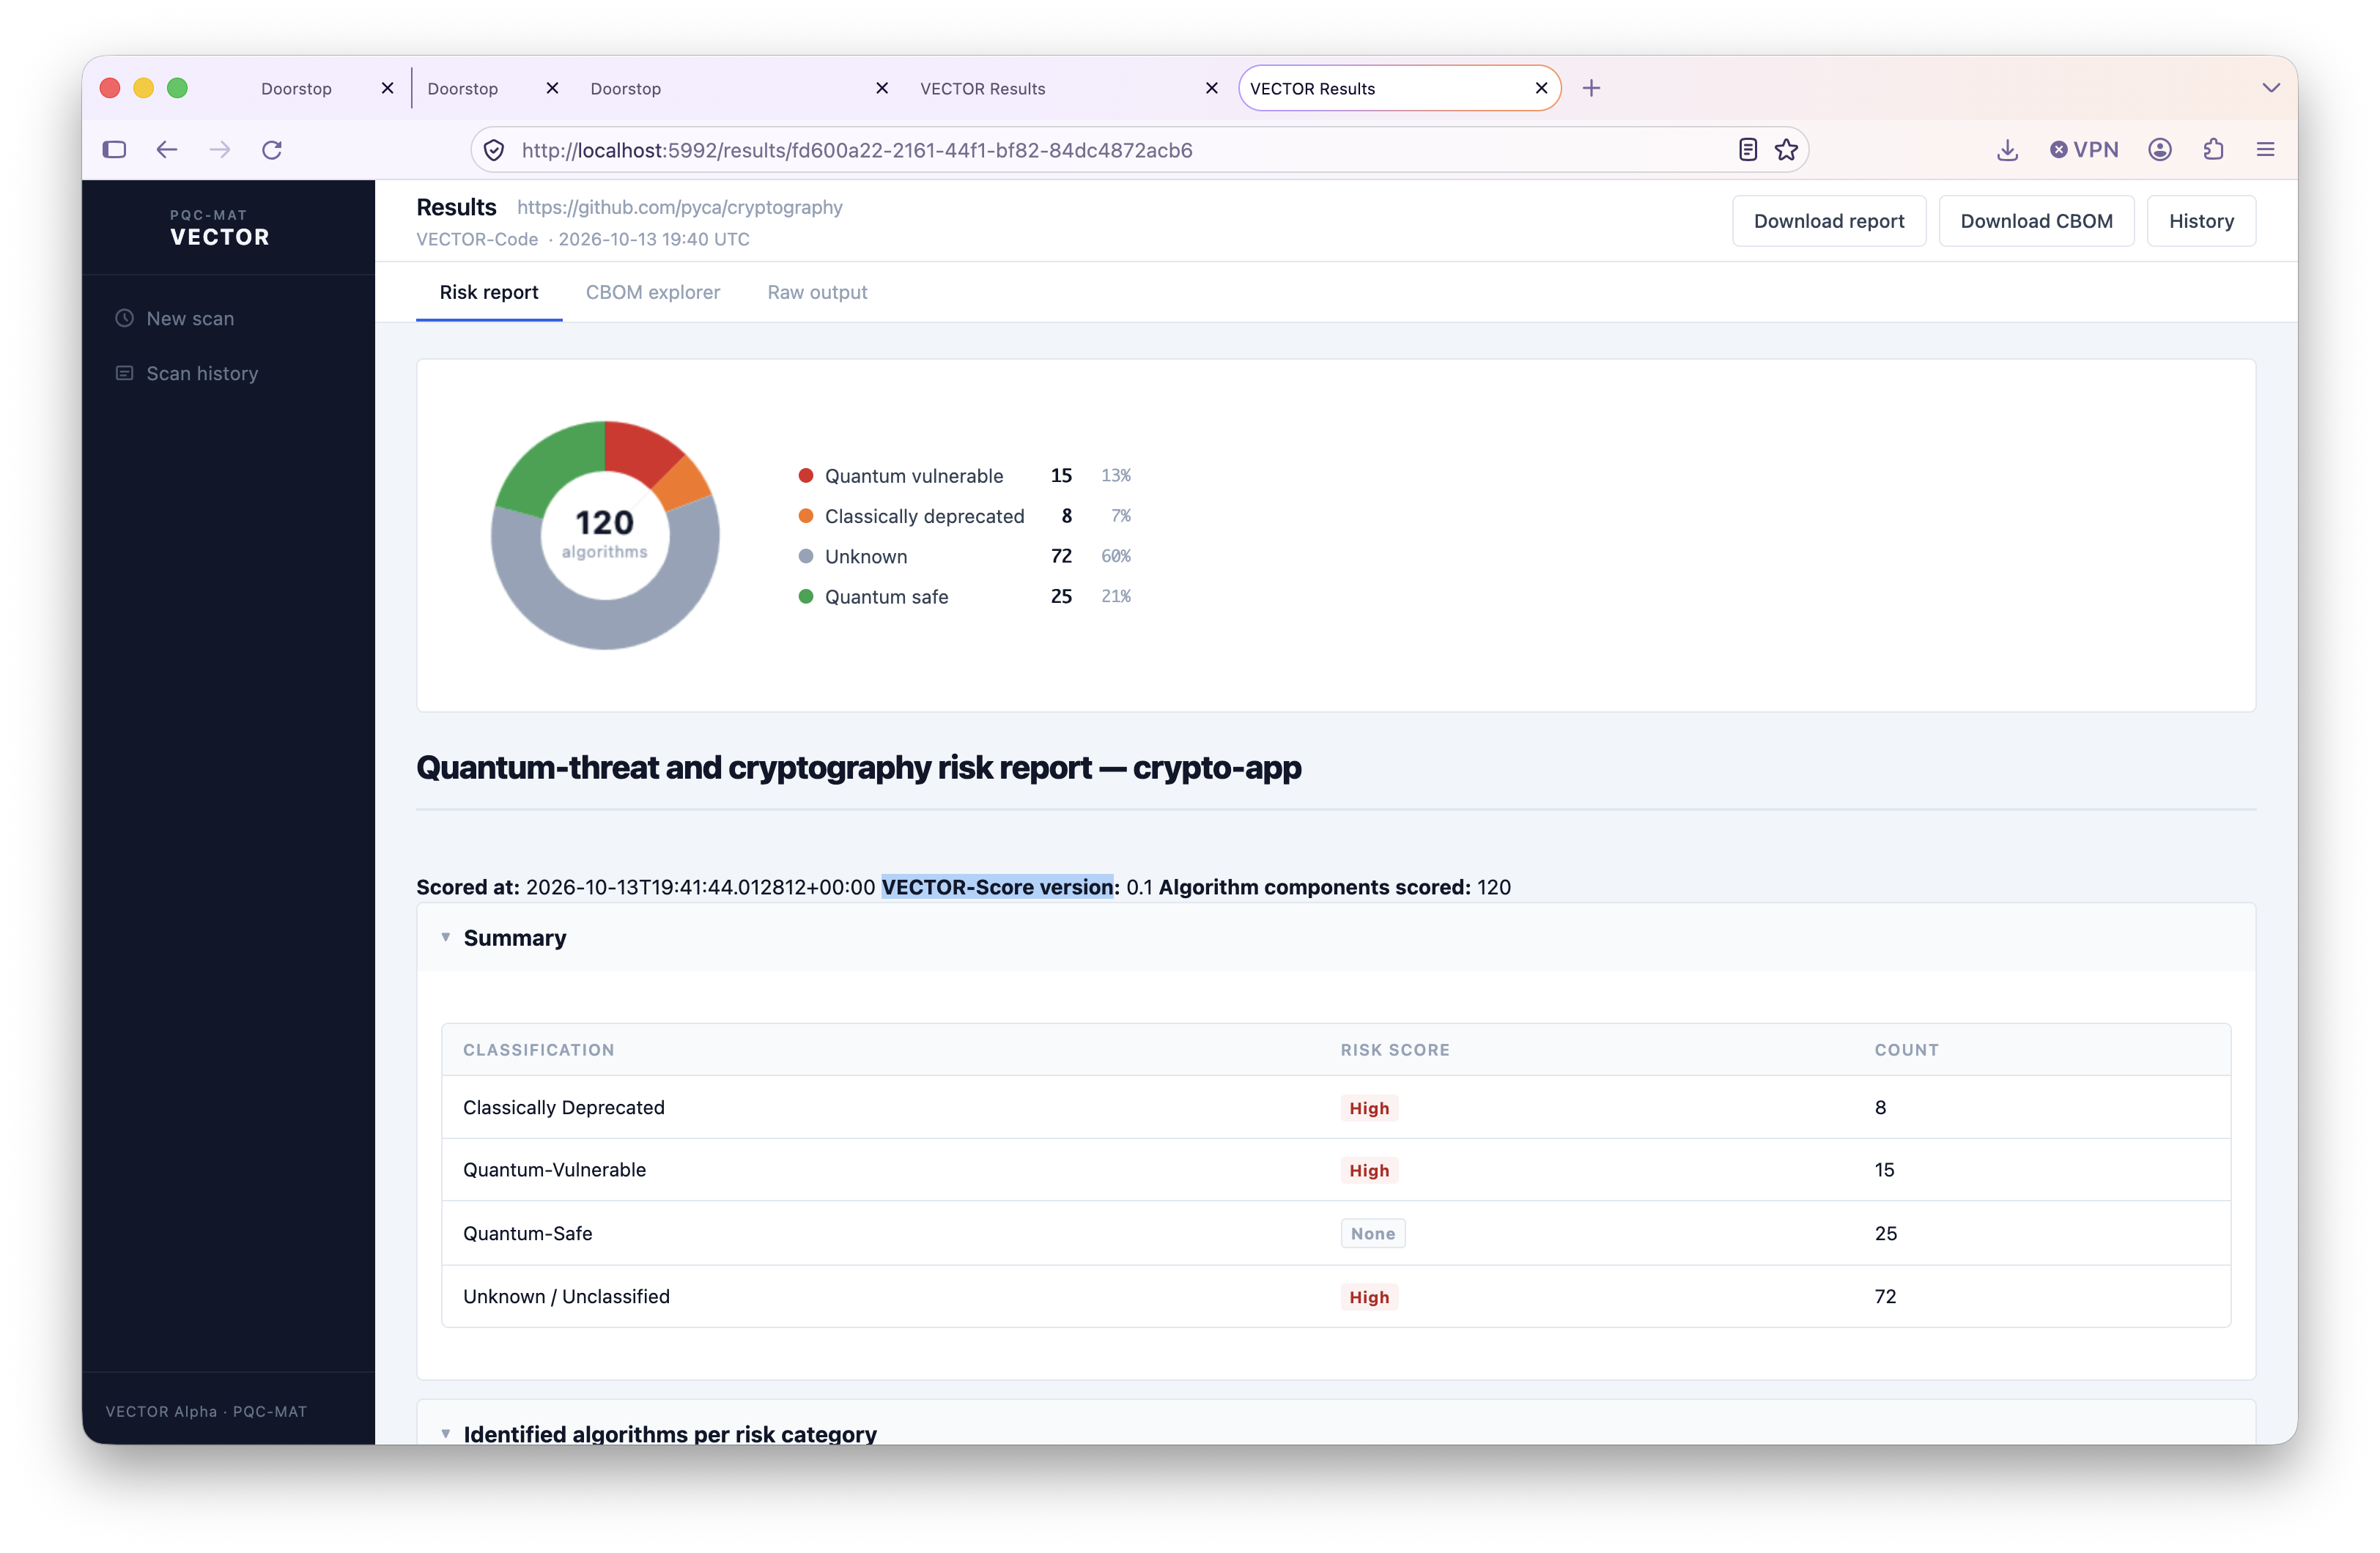 Doorstop
Doorstop
Doorstop
VECTOR Results
VECTOR Results
http://localhost:5992/results/fd600a22-2161-44f1-bf82-84dc4872acb6
VPN
PQC-MAT
VECTOR
New scan
Scan history
VECTOR Alpha · PQC-MAT
Results https://github.com/pyca/cryptography
VECTOR-Code · 2026-10-13 19:40 UTC
Download report
Download CBOM
History
Risk report
CBOM explorer
Raw output
120
algorithms
Quantum vulnerable 15 13%
Classically deprecated 8 7%
Unknown 72 60%
Quantum safe 25 21%
Quantum-threat and cryptography risk report — crypto-app
Scored at: 2026-10-13T19:41:44.012812+00:00 VECTOR-Score version: 0.1 Algorithm components scored: 120
Summary
CLASSIFICATION RISK SCORE COUNT
Classically Deprecated High 8
Quantum-Vulnerable High 15
Quantum-Safe None 25
Unknown / Unclassified High 72
Identified algorithms per risk category